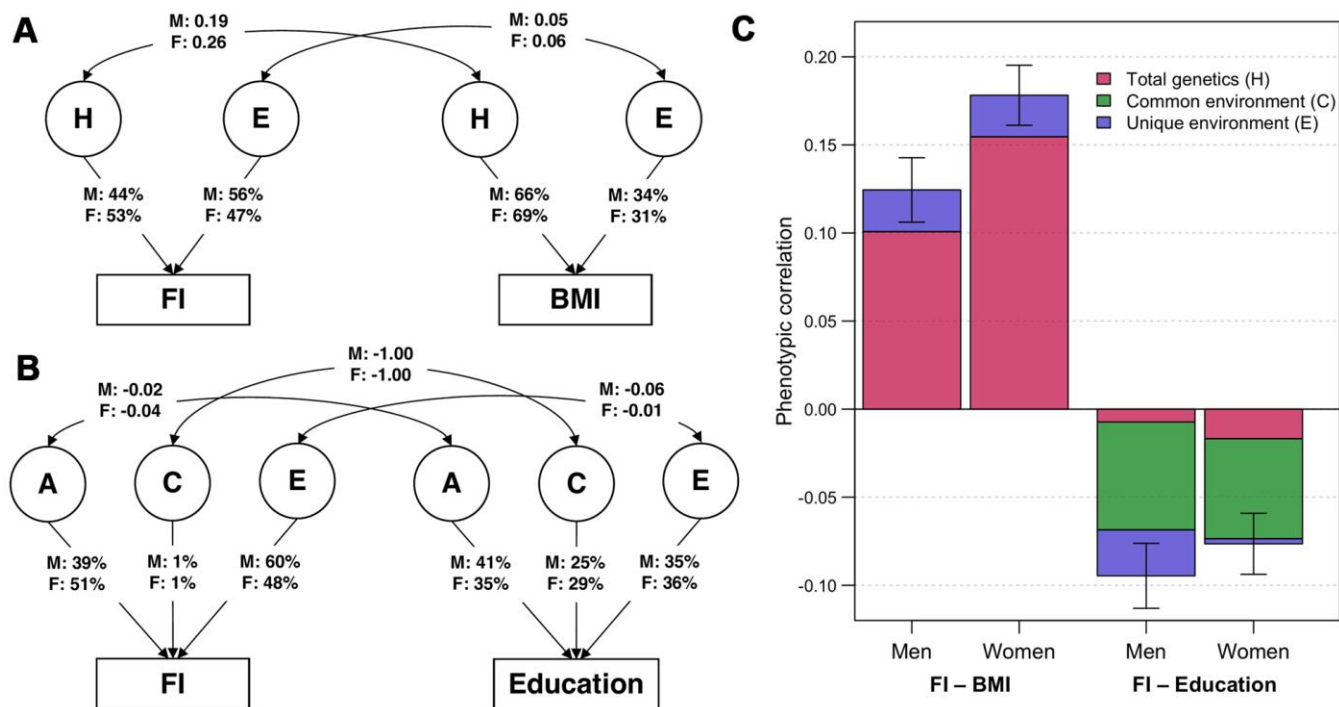 A
M: 0.19
F: 0.26
M: 0.05
F: 0.06
H
E
H
E
M: 44%
F: 53%
M: 56%
F: 47%
M: 66%
F: 69%
M: 34%
F: 31%
FI
BMI
B
M: -0.02
F: -0.04
M: -1.00
F: -1.00
M: -0.06
F: -0.01
A
C
E
A
C
E
M: 39%
F: 51%
M: 1%
F: 1%
M: 60%
F: 48%
M: 41%
F: 35%
M: 25%
F: 29%
M: 35%
F: 36%
FI
Education
C
Phenotypic correlation
0.20
0.15
0.10
0.05
0.00
-0.05
-0.10
Total genetics (H)
Common environment (C)
Unique environment (E)
Men
Women
Men
Women
FI – BMI
FI – Education